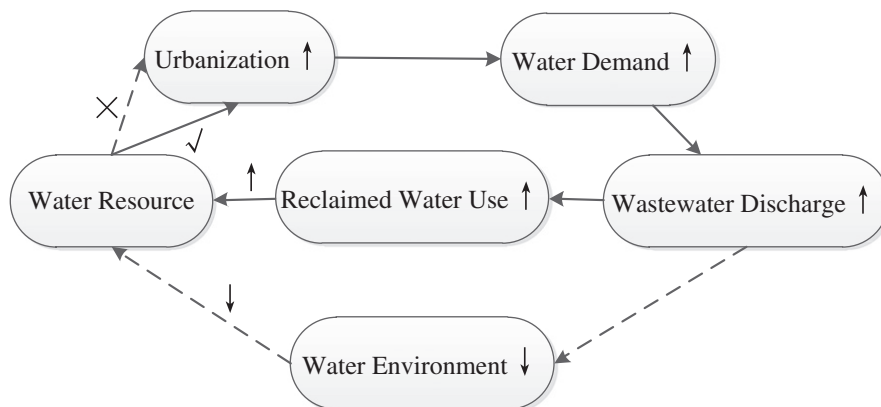 Urbanization ↑
Water Demand ↑
×
√
Water Resource
↑
Reclaimed Water Use ↑
Wastewater Discharge ↑
↓
Water Environment ↓